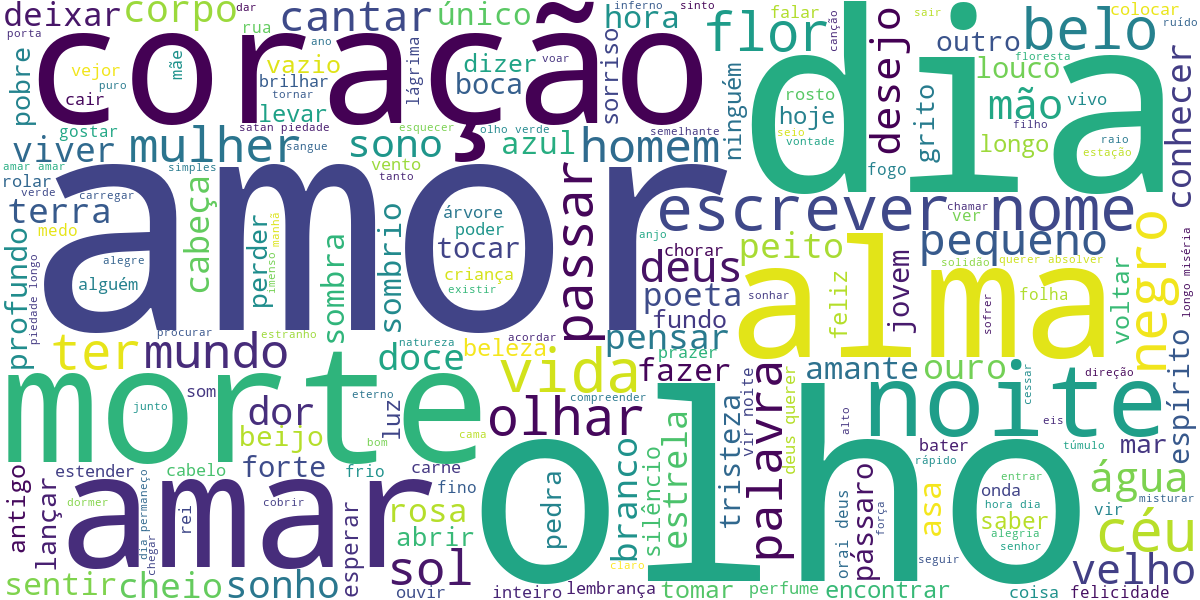 deixar corpo dar cantar único inferno sinto hora falar sair colocar
porta rua ano flor canção belo ruído
coração dia
pobre vejor puro mãe vazio lágrima dizer voar sorriso desejo outro floresta
brilhar boca louco conhecer
cair tornar rosto mão vivo
levar ninguém hoje grito filho
gostar satan piedade esquecer olho verde semelhante seio raio
viver mulher sangue sono azul homem vontade longo estação
amar amar simples vento tanto fogo
rolar amor passar
verde carregar cabeça escrever nome
terra árvore chamar
medo perder imenso manhã sombrio poder anjo ver
profundo alegre sombra tocar chorar peito pequeno negro
piedade longo alguém criança deus alma solidão querer absolver voltar longo miséria
existir poeta sonhar feliz jovem sofrer folha
procurar estranho fundo
ter mundo natureza acordar pensar
doce beleza prazer
morte vida fazer amante ouro direção espírito
junto som eterno compreender noite cessar
dor luz olhar palavra
beijo bom cama estrela tristeza vir noite deus querer alto eis
olho bater túmulo mar
antigo estender cabelo forte frio carne branco silêncio rápido entrar água
lançar amar fino pedra pássaro asa onda misturar
dormer dia permaneço rei cobrir esperar rosa orai deus força hora dia vir
chegar abrir saber céu
alegria
sol claro seguir senhor velho
sentir cheio sonho ouvir inteiro lembrança tomar perfume encontrar coisa felicidade